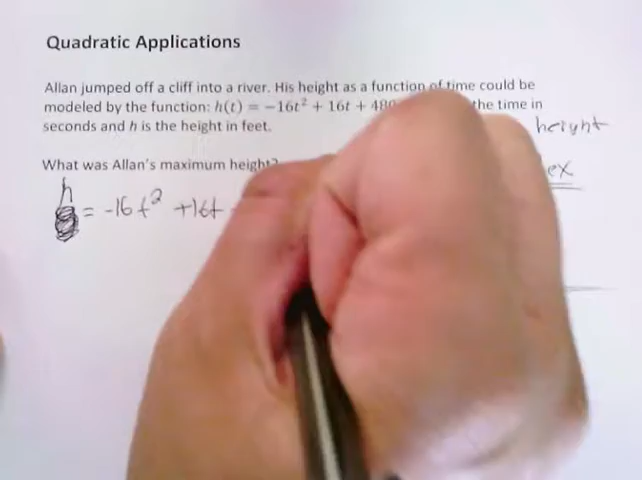 Quadratic Applications
Allan jumped off a cliff into a river. His height as a function of time could be
modeled by the function: h(t) = −16t² + 16t + 480 the time in
seconds and h is the height in feet.
height
What was Allan's maximum height?
h
= -16t² +16t